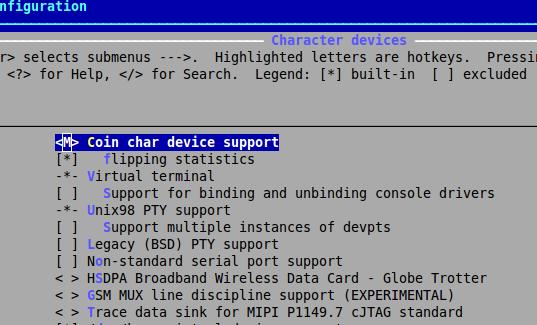 nfiguration
Character devices
r> selects submenus --->. Highlighted letters are hotkeys. Pressin
<?> for Help, </> for Search. Legend: [*] built-in [ ] excluded
<M> Coin char device support
[*] flipping statistics
-*- Virtual terminal
[ ] Support for binding and unbinding console drivers
-*- Unix98 PTY support
[ ] Support multiple instances of devpts
[ ] Legacy (BSD) PTY support
[ ] Non-standard serial port support
< > HSDPA Broadband Wireless Data Card - Globe Trotter
< > GSM MUX line discipline support (EXPERIMENTAL)
< > Trace data sink for MIPI P1149.7 cJTAG standard